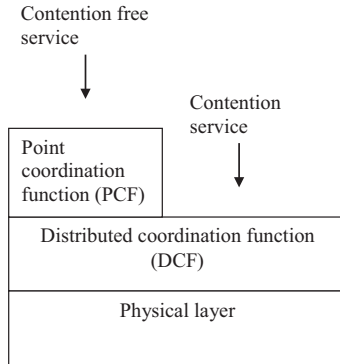 Contention free
service
Contention
service
Point
coordination
function (PCF)
Distributed coordination function
(DCF)
Physical layer